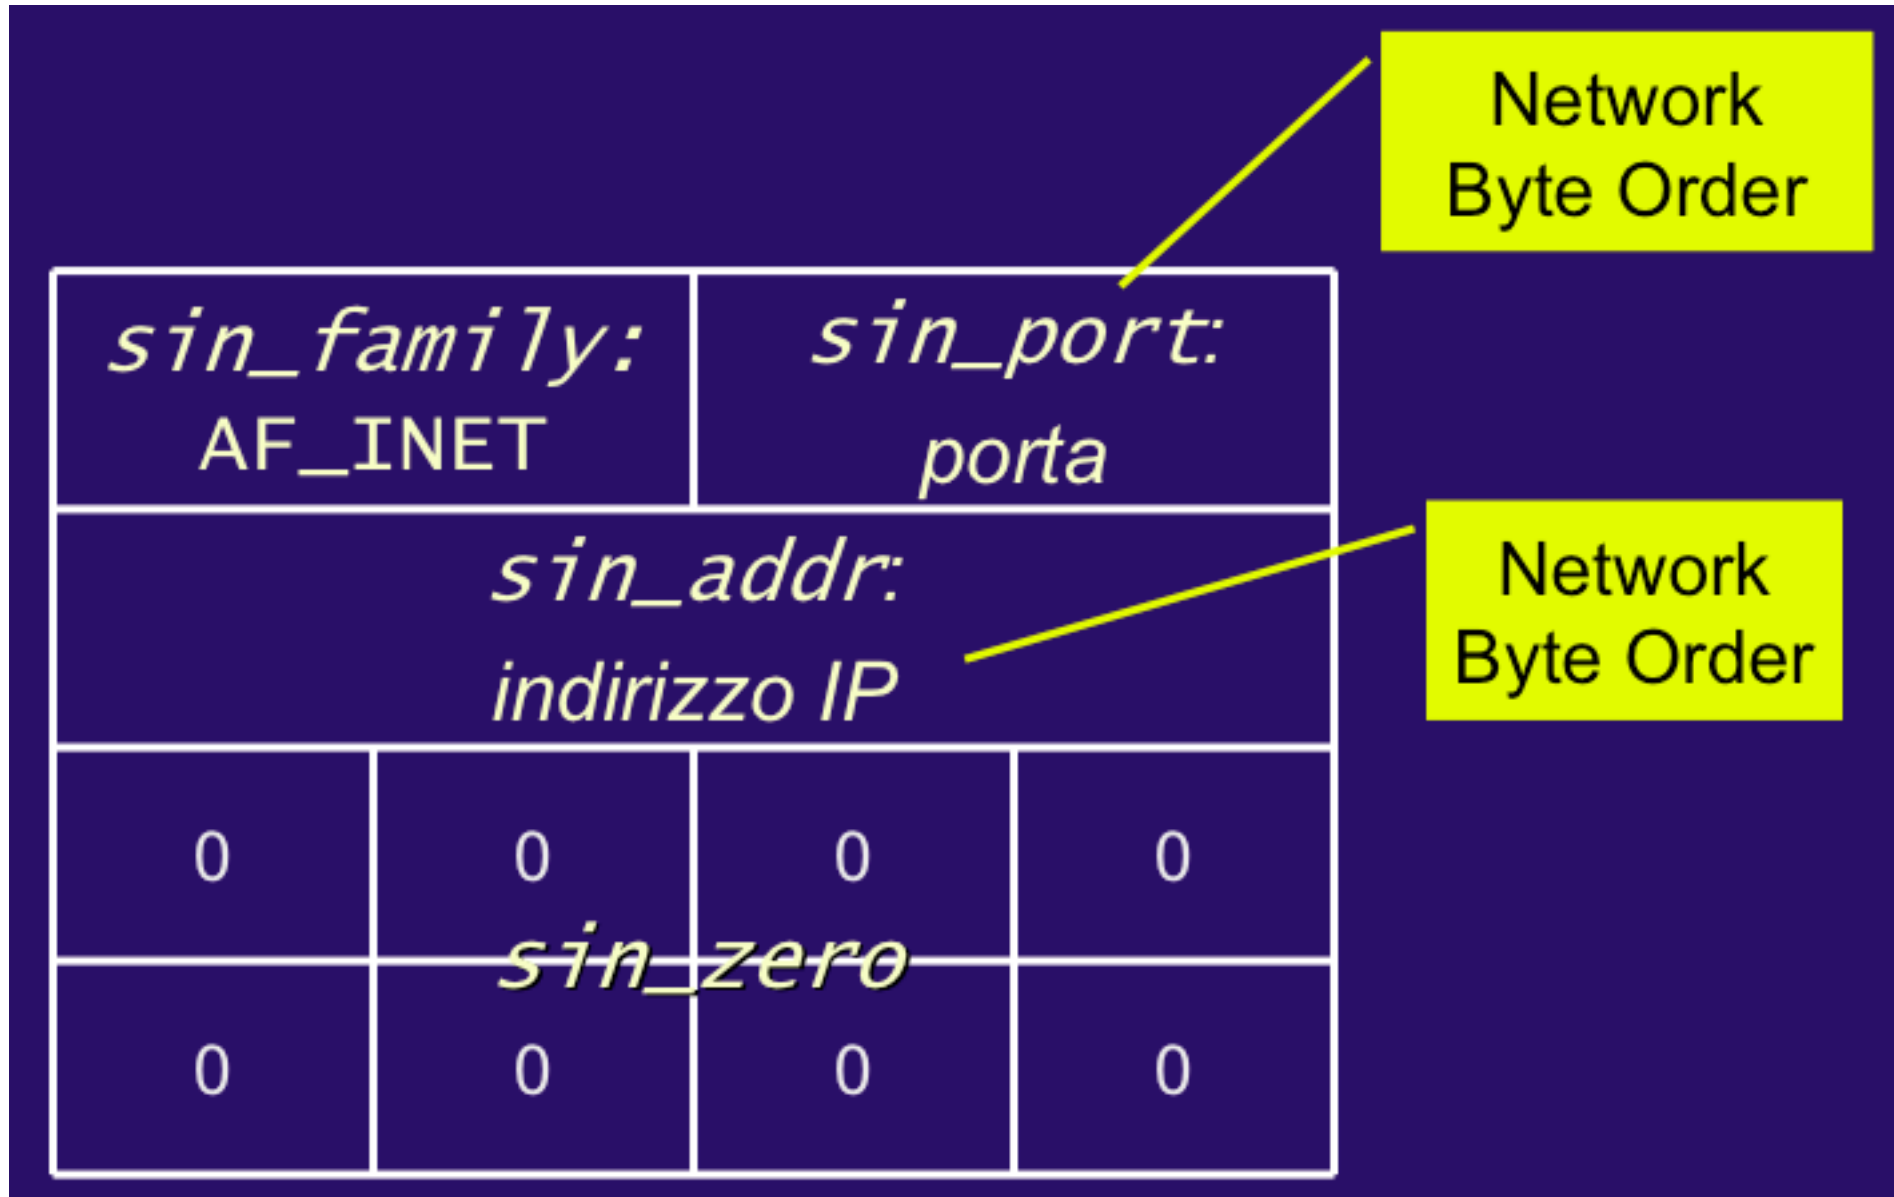 Network
Byte Order
sin_family:
AF_INET
sin_port:
porta
sin_addr:
indirizzo IP
Network
Byte Order
0 0 0 0
sin_zero
0 0 0 0